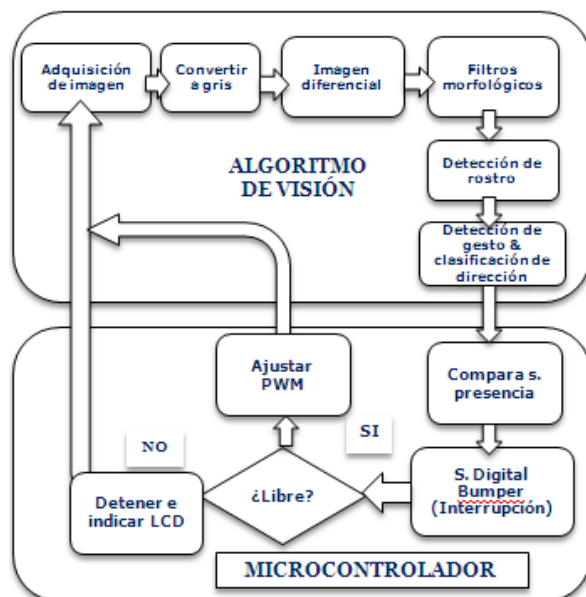 Adquisición
de imagen
Convertir
a gris
Imagen
diferencial
Filtros
morfológicos
ALGORITMO
DE VISIÓN
Detección de
rostro
Detección de
gesto &
clasificación de
dirección
Ajustar
PWM
Compara s.
presencia
NO
SI
Detener e
indicar LCD
¿Libre?
S. Digital
Bumper
(Interrupción)
MICROCONTROLADOR